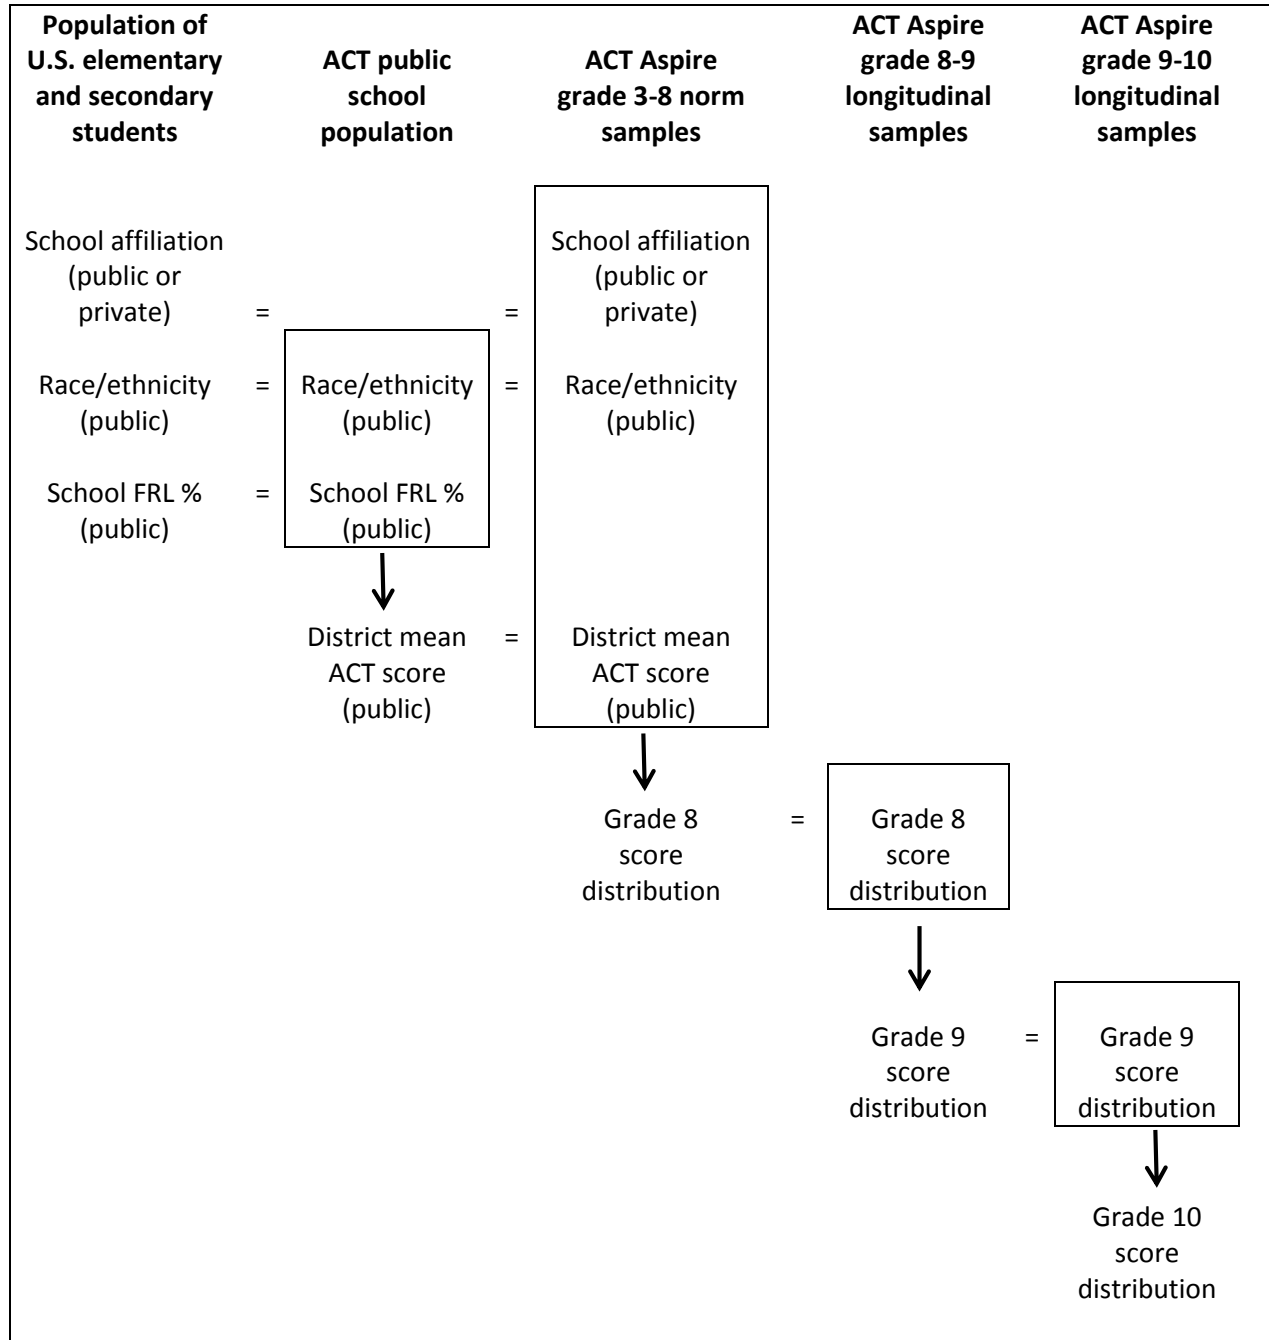 Population of
U.S. elementary
and secondary
students
ACT public
school
population
ACT Aspire
grade 3-8 norm
samples
ACT Aspire
grade 8-9
longitudinal
samples
ACT Aspire
grade 9-10
longitudinal
samples
School affiliation
(public or
private)
=
=
School affiliation
(public or
private)
Race/ethnicity
(public)
=
Race/ethnicity
(public)
=
Race/ethnicity
(public)
School FRL %
(public)
=
School FRL %
(public)
District mean
ACT score
(public)
=
District mean
ACT score
(public)
Grade 8
score
distribution
=
Grade 8
score
distribution
Grade 9
score
distribution
=
Grade 9
score
distribution
Grade 10
score
distribution